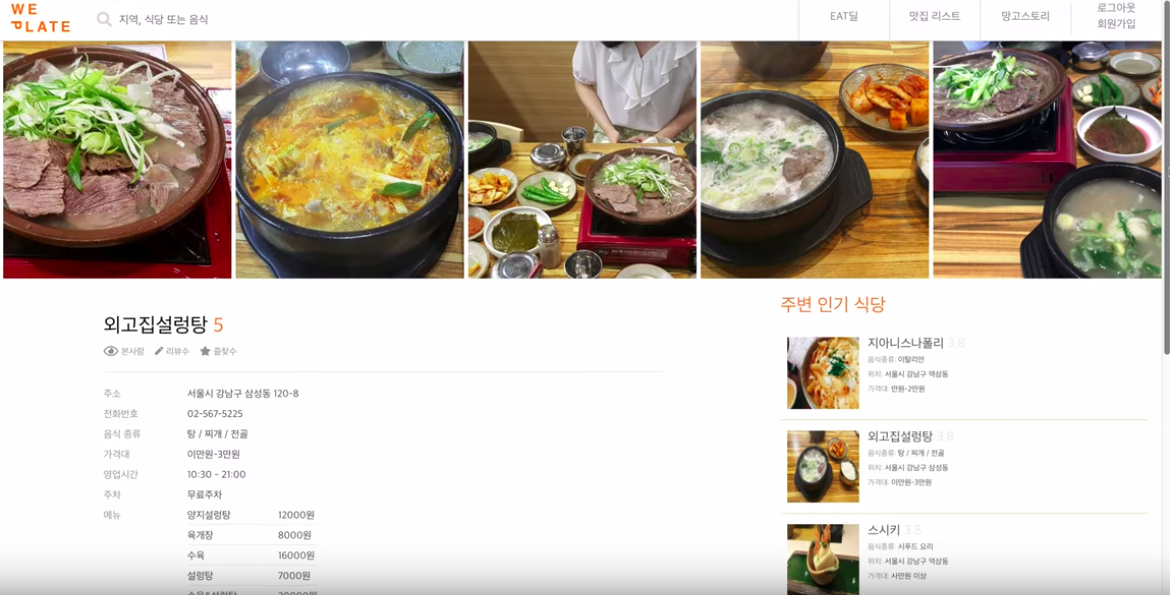 WE
PLATE
지역, 식당 또는 음식
EAT딜
맛집 리스트
망고스토리
로그아웃
회원가입
외고집설렁탕 5
본사람 리뷰수 즐찾수
주소 서울시 강남구 삼성동 120-8
전화번호 02-567-5225
음식 종류 탕 / 찌개 / 전골
가격대 이만원-3만원
영업시간 10:30 - 21:00
주차 무료주차
메뉴 양지설렁탕 12000원
육개장 8000원
수육 16000원
설렁탕 7000원
주변 인기 식당
지아니스나폴리 3.8
음식종류: 이탈리안
위치: 서울시 강남구 역삼동
가격대: 만원-2만원
외고집설렁탕 3.8
음식종류: 탕 / 찌개 / 전골
위치: 서울시 강남구 삼성동
가격대: 이만원-3만원
스시키 3.8
음식종류: 시푸드 요리
위치: 서울시 강남구 역삼동
가격대: 사만원 이상